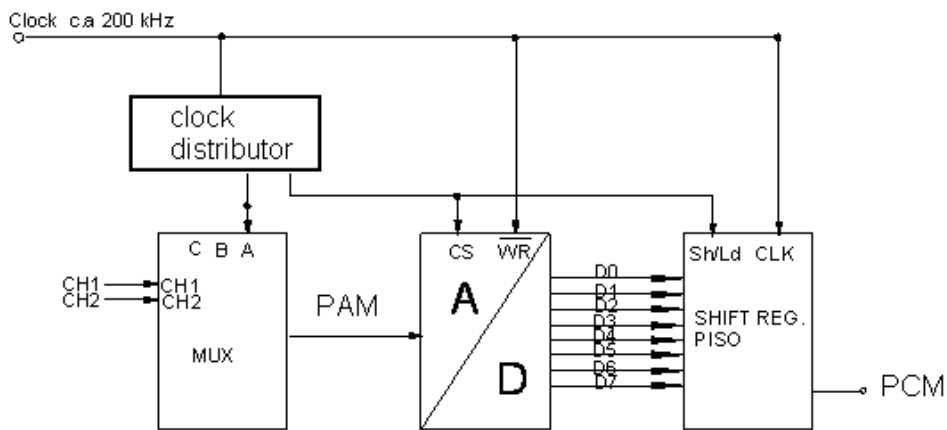 Clock c.a 200 kHz
clock
distributor
C B A
CH1
CH2
CH1
CH2
MUX
PAM
CS WR
A
D
D0
D1
D2
D3
D4
D5
D6
D7
Sh/Ld CLK
SHIFT REG.
PISO
PCM